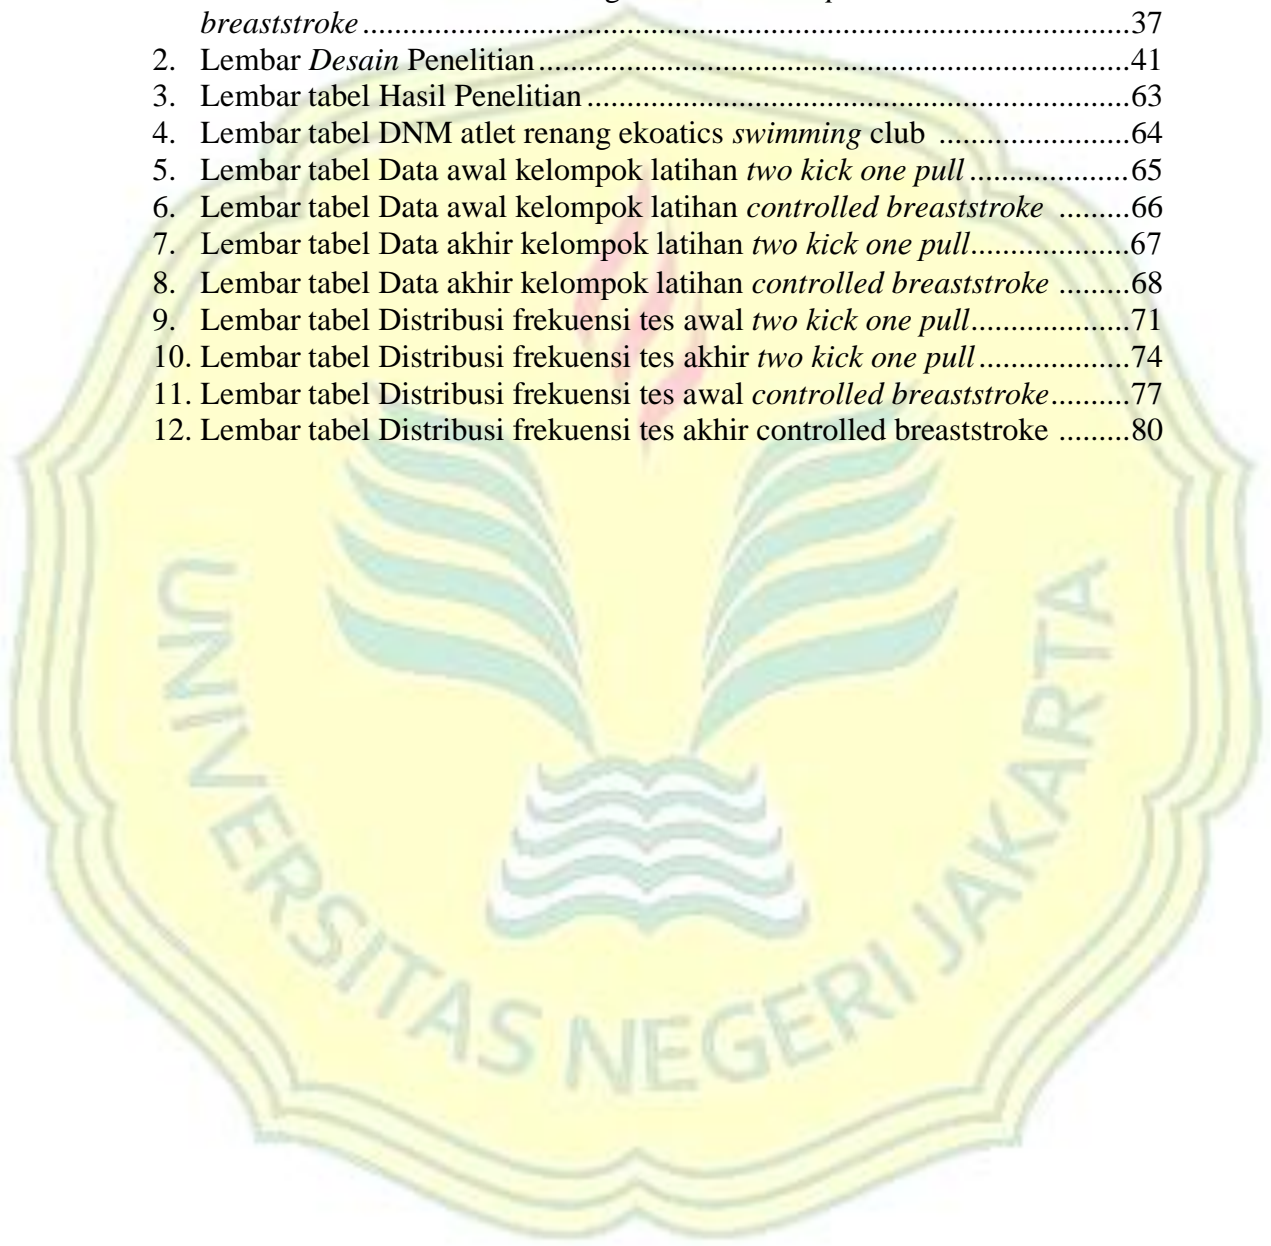 breaststroke.....................................................................................................37
2. Lembar Desain Penelitian.............................................................................41
3. Lembar tabel Hasil Penelitian.......................................................................63
4. Lembar tabel DNM atlet renang ekoatics swimming club .........................64
5. Lembar tabel Data awal kelompok latihan two kick one pull.....................65
6. Lembar tabel Data awal kelompok latihan controlled breaststroke .........66
7. Lembar tabel Data akhir kelompok latihan two kick one pull....................67
8. Lembar tabel Data akhir kelompok latihan controlled breaststroke .........68
9. Lembar tabel Distribusi frekuensi tes awal two kick one pull....................71
10. Lembar tabel Distribusi frekuensi tes akhir two kick one pull...................74
11. Lembar tabel Distribusi frekuensi tes awal controlled breaststroke..........77
12. Lembar tabel Distribusi frekuensi tes akhir controlled breaststroke .........80
UNIVERSITAS NEGERI JAKARTA